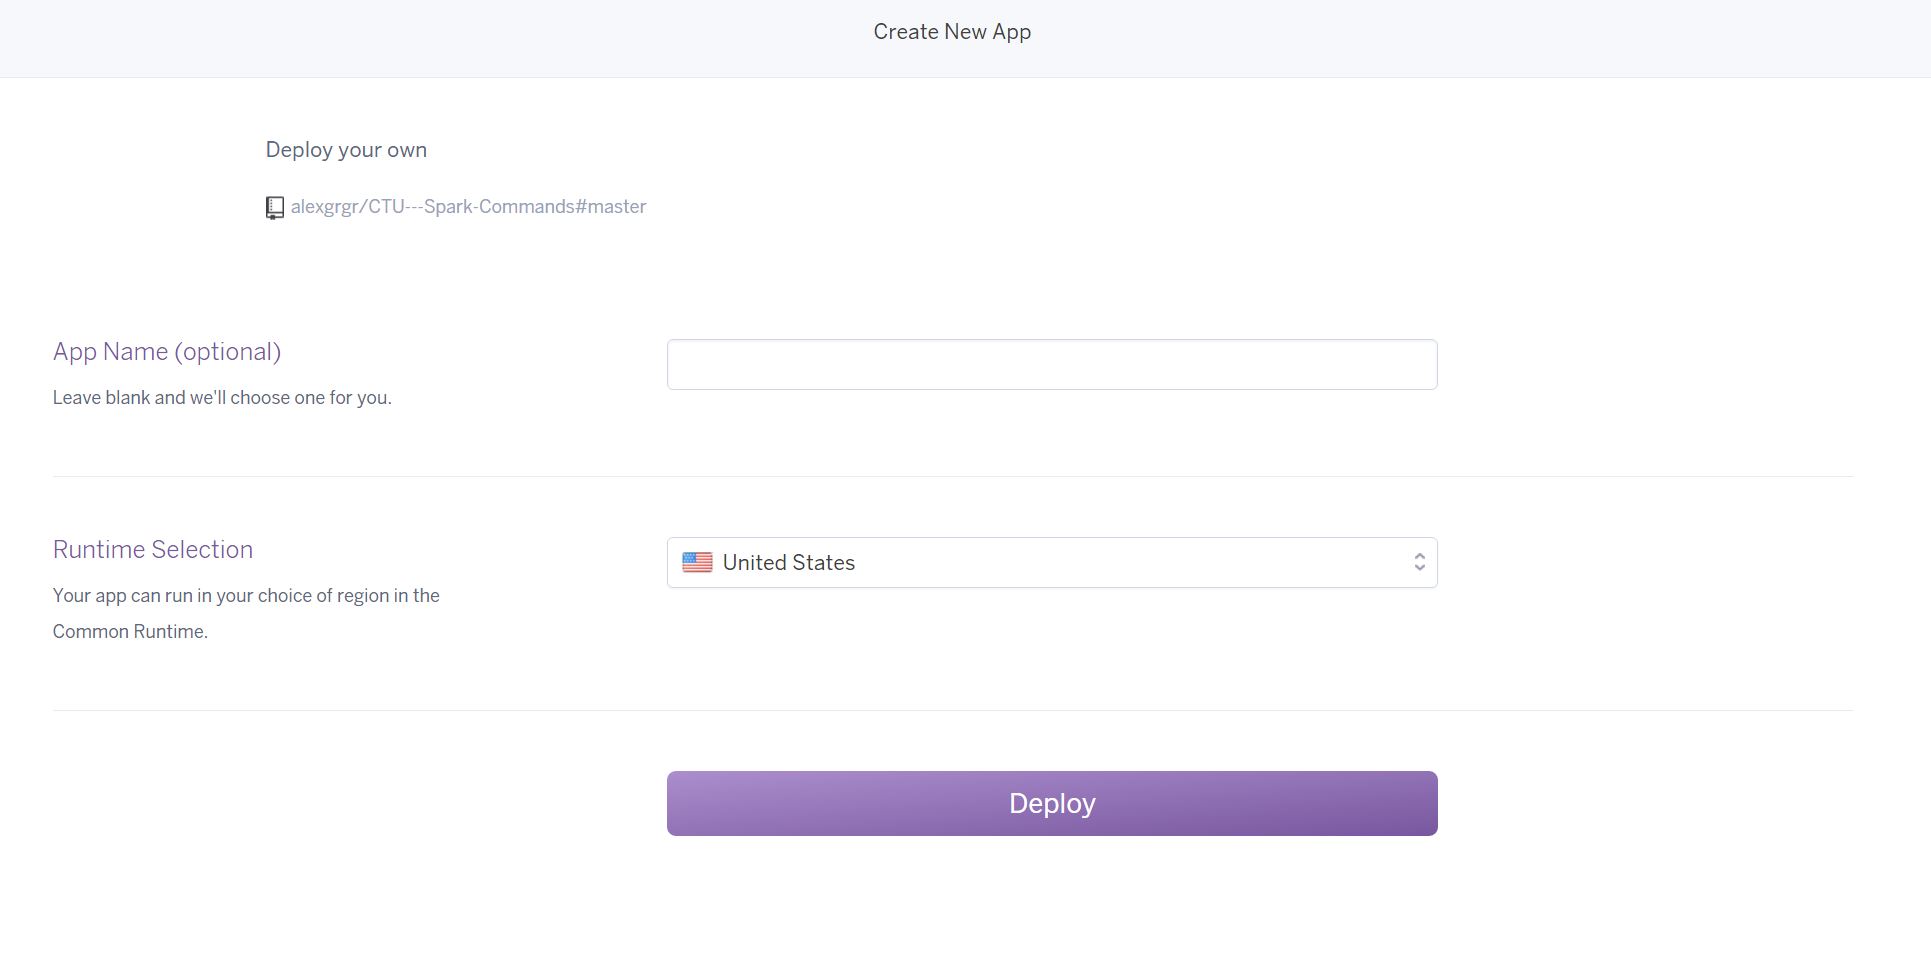 Create New App
Deploy your own
alexgrgr/CTU---Spark-Commands#master
App Name (optional)
Leave blank and we'll choose one for you.
Runtime Selection
United States
Your app can run in your choice of region in the
Common Runtime.
Deploy